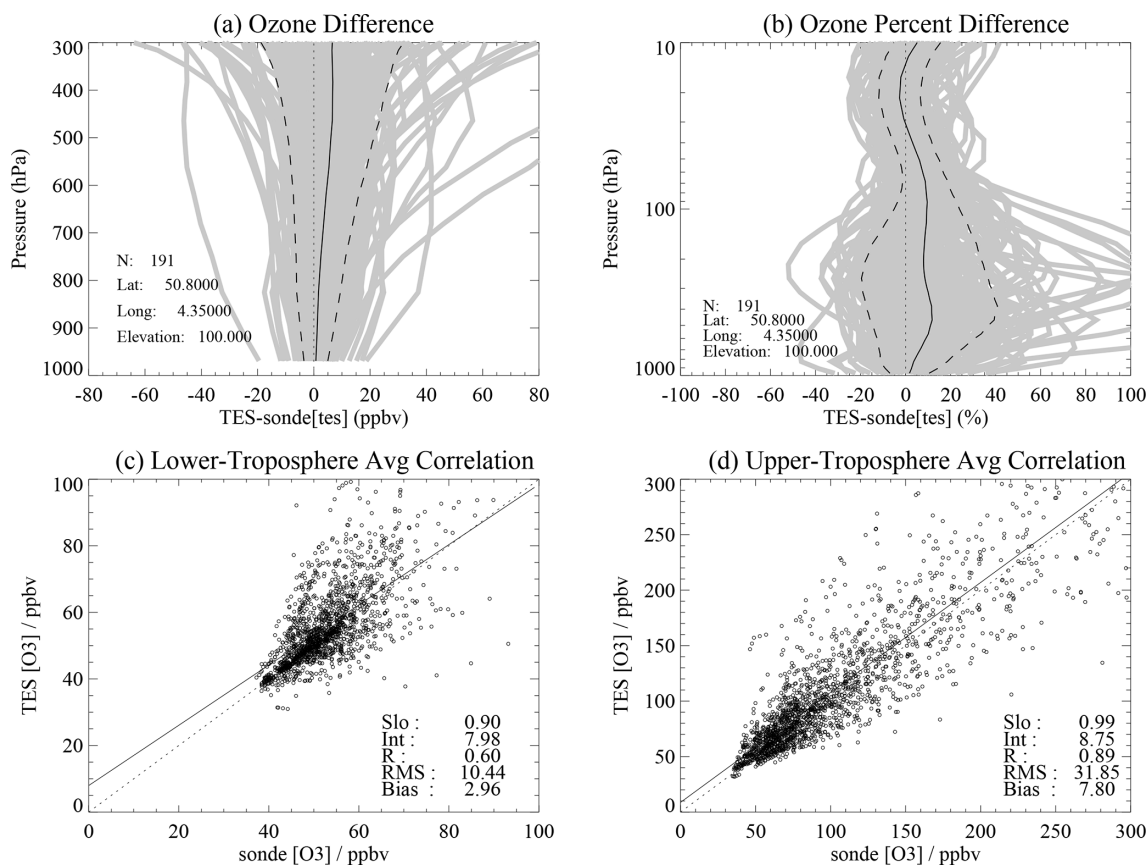 (a) Ozone Difference
300
400
500
600
700
800
900
1000
Pressure (hPa)
N: 191
Lat: 50.8000
Long: 4.35000
Elevation: 100.000
-80 -60 -40 -20 0 20 40 60 80
TES-sonde[tes] (ppbv)
(b) Ozone Percent Difference
10
100
1000
Pressure (hPa)
N: 191
Lat: 50.8000
Long: 4.35000
Elevation: 100.000
-100 -80 -60 -40 -20 0 20 40 60 80 100
TES-sonde[tes] (%)
(c) Lower-Troposphere Avg Correlation
100
80
60
40
20
0
TES [O3] / ppbv
Slo : 0.90
Int : 7.98
R : 0.60
RMS : 10.44
Bias : 2.96
0 20 40 60 80 100
sonde [O3] / ppbv
(d) Upper-Troposphere Avg Correlation
300
250
200
150
100
50
0
TES [O3] / ppbv
Slo : 0.99
Int : 8.75
R : 0.89
RMS : 31.85
Bias : 7.80
0 50 100 150 200 250 300
sonde [O3] / ppbv